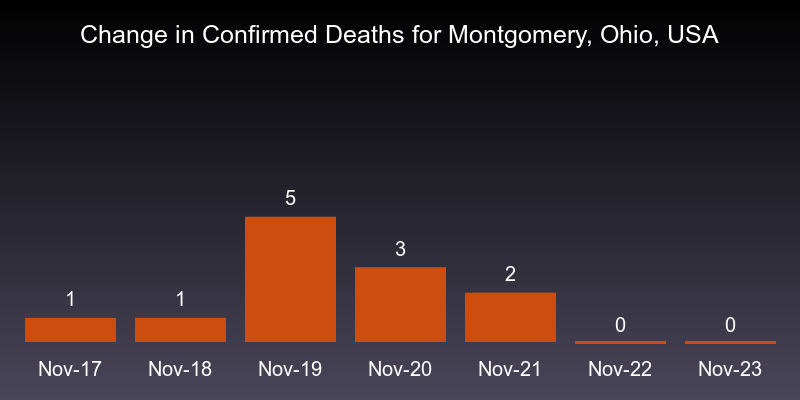 Change in Confirmed Deaths for Montgomery, Ohio, USA
5
3
2
1 1
0 0
Nov-17 Nov-18 Nov-19 Nov-20 Nov-21 Nov-22 Nov-23